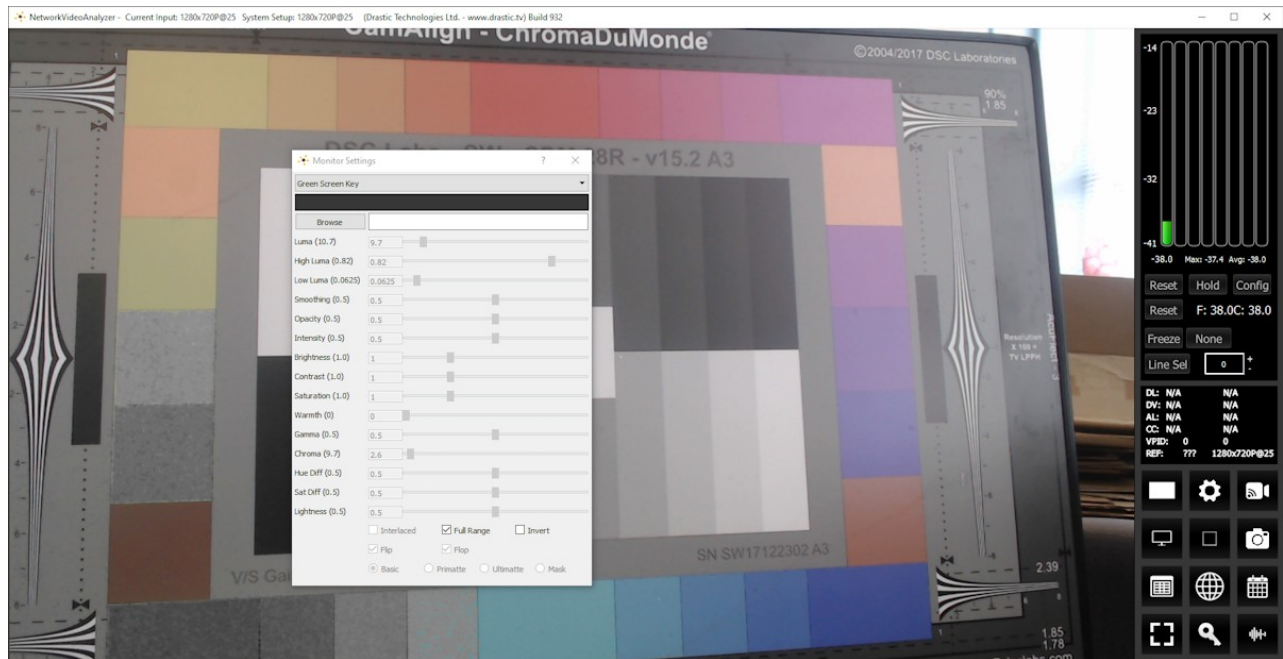 NetworkVideoAnalyzer - Current Input: 1280x720P@25 System Setup: 1280x720P@25 (Drastic Technologies Ltd. - www.drastic.tv) Build 932
CamAlign - ChromaDuMonde
©2004/2017 DSC Laboratories
90%
1.85
8R - v15.2 A3
Monitor Settings
Green Screen Key
Browse
Luma (10.7) 9.7
High Luma (0.82) 0.82
Low Luma (0.0625) 0.0625
Smoothing (0.5) 0.5
Opacity (0.5) 0.5
Intensity (0.5) 0.5
Brightness (1.0) 1
Contrast (1.0) 1
Saturation (1.0) 1
Warmth (0) 0
Gamma (0.5) 0.5
Chroma (9.7) 2.6
Hue Diff (0.5) 0.5
Sat Diff (0.5) 0.5
Lightness (0.5) 0.5
Interlaced Full Range Invert
Flip Flop
Basic Primatte Ultimatte Mask
Resolution
X 100 =
TV LPPH
V/S Ga
SN SW17122302 A3
2.39
1.85
1.78
-14
-23
-32
-41
-38.0 Max: -37.4 Avg: -38.0
Reset Hold Config
Reset F: 38.0C: 38.0
Freeze None
Line Sel 0 + -
DL: N/A N/A
DV: N/A N/A
AL: N/A N/A
CC: N/A N/A
VPID: 0 0
REF: ??? 1280x720P@25